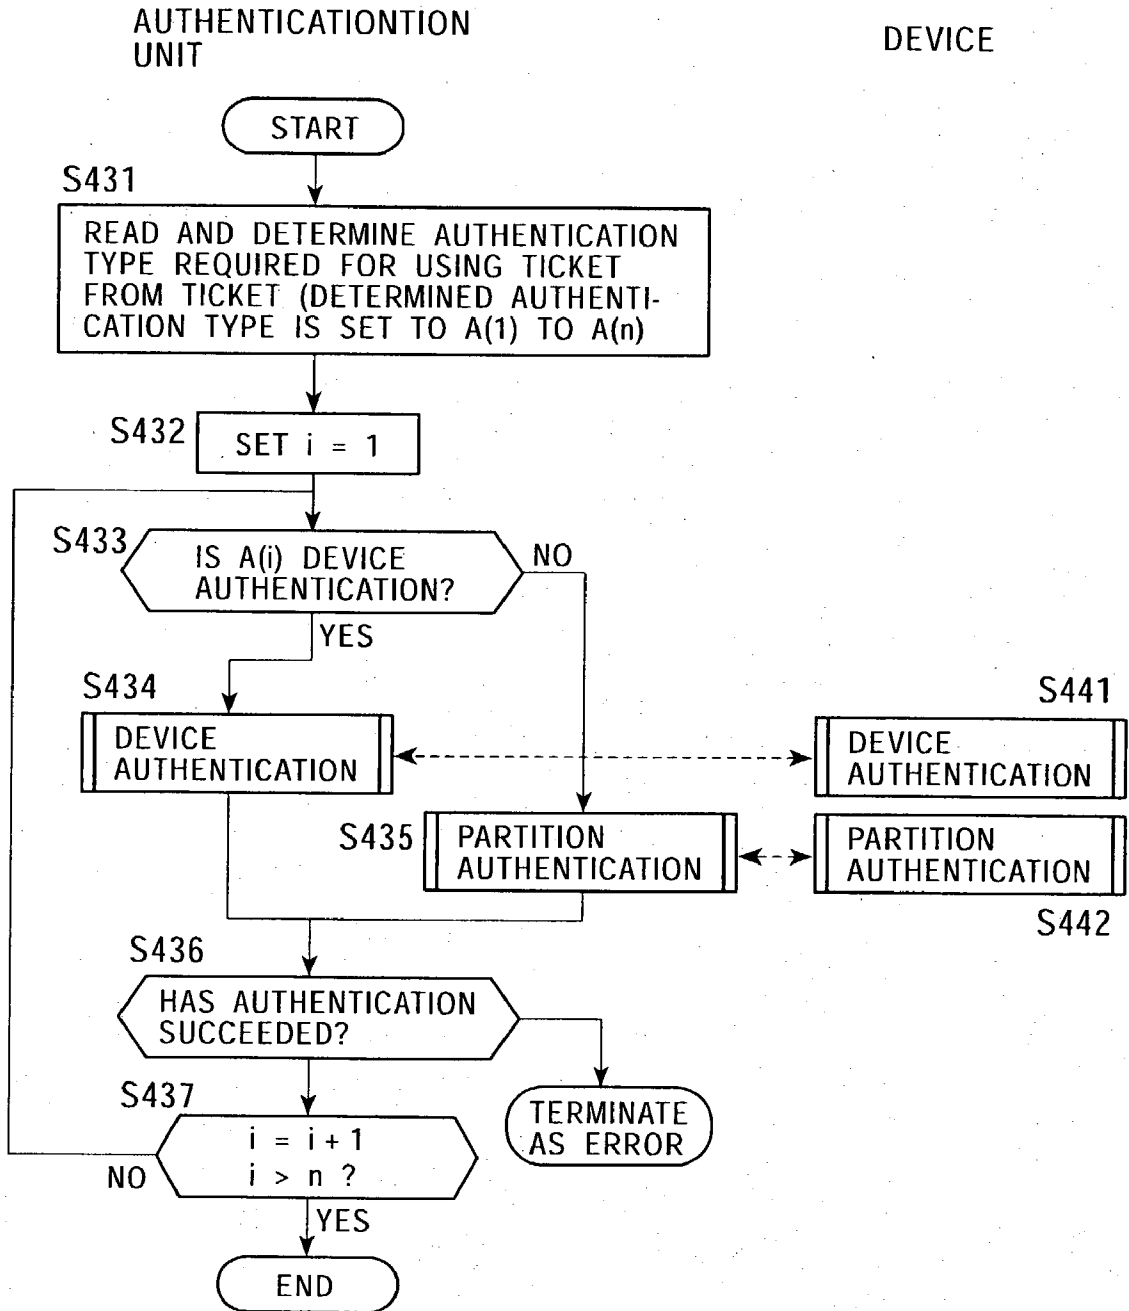 AUTHENTICATIONTION
UNIT
DEVICE
START
S431
READ AND DETERMINE AUTHENTICATION
TYPE REQUIRED FOR USING TICKET
FROM TICKET (DETERMINED AUTHENTI-
CATION TYPE IS SET TO A(1) TO A(n)
S432
SET i = 1
S433
IS A(i) DEVICE
AUTHENTICATION?
NO
YES
S434
DEVICE
AUTHENTICATION
S441
DEVICE
AUTHENTICATION
S435
PARTITION
AUTHENTICATION
PARTITION
AUTHENTICATION
S442
S436
HAS AUTHENTICATION
SUCCEEDED?
TERMINATE
AS ERROR
S437
i = i + 1
i > n ?
NO
YES
END